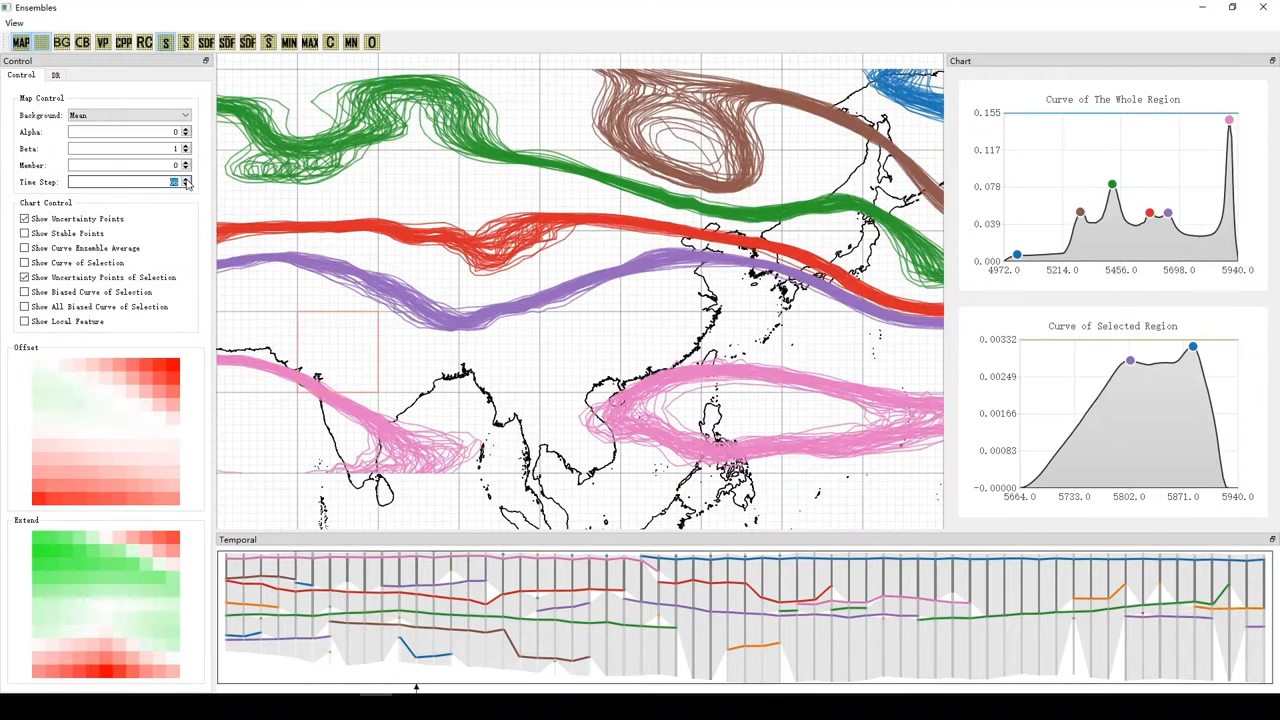 Ensembles
View
MAP BG CB VP CPP RC S S SDF SDF SDF S MIN MAX C MN O
Control
Control DR
Map Control
Background: Mean
Alpha: 0
Beta: 1
Member: 0
Time Step:
Chart Control
Show Uncertainty Points
Show Stable Points
Show Curve Ensemble Average
Show Curve of Selection
Show Uncertainty Points of Selection
Show Biased Curve of Selection
Show All Biased Curve of Selection
Show Local Feature
Offset
Extend
Chart
Curve of The Whole Region
0.155
0.117
0.078
0.039
0.000
4972.0 5214.0 5456.0 5698.0 5940.0
Curve of Selected Region
0.00332
0.00249
0.00166
0.00083
-0.00000
5664.0 5733.0 5802.0 5871.0 5940.0
Temporal